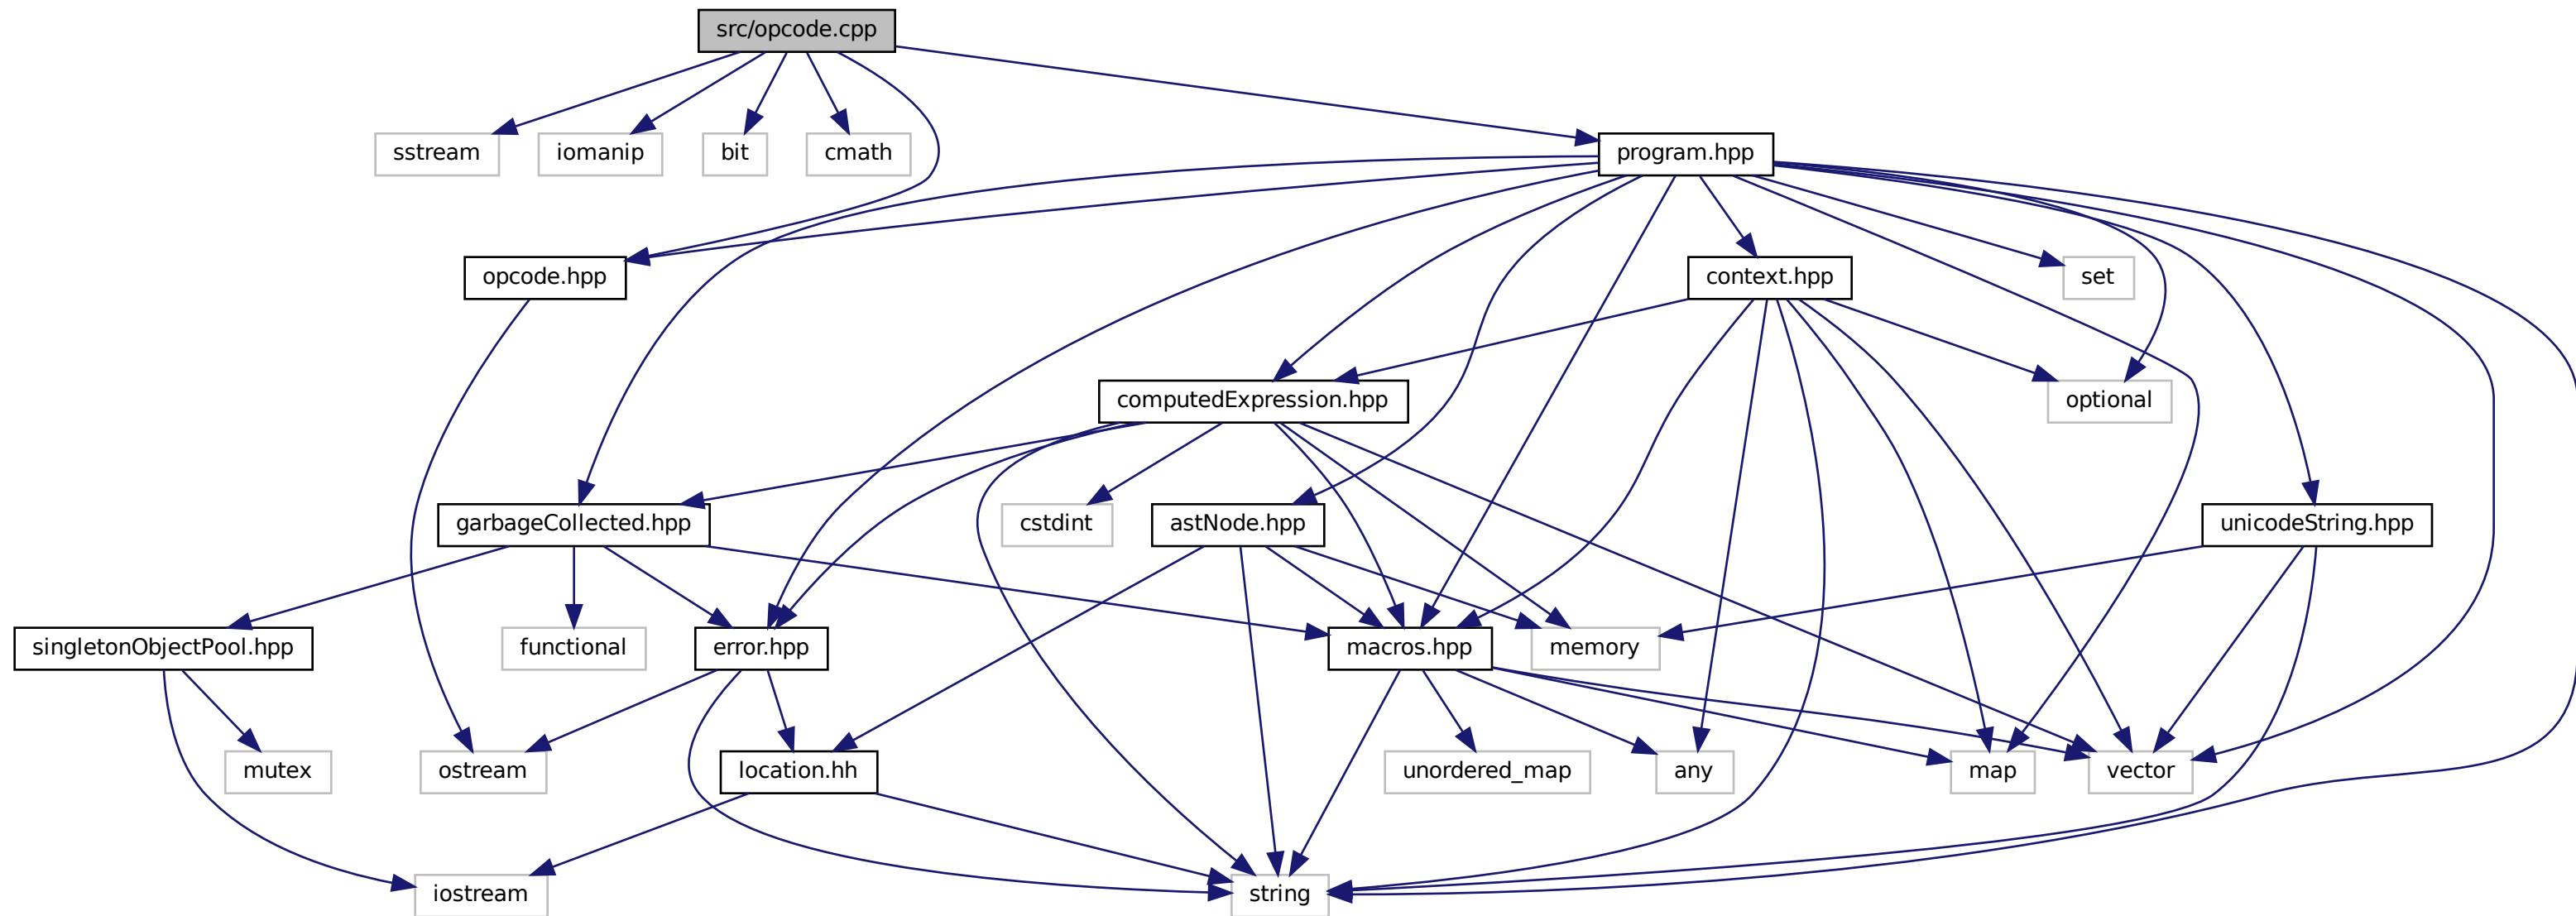 src/opcode.cpp
sstream
iomanip
bit
cmath
program.hpp
opcode.hpp
context.hpp
set
computedExpression.hpp
optional
garbageCollected.hpp
cstdint
astNode.hpp
unicodeString.hpp
singletonObjectPool.hpp
functional
error.hpp
macros.hpp
memory
mutex
ostream
location.hh
unordered_map
any
map
vector
iostream
string